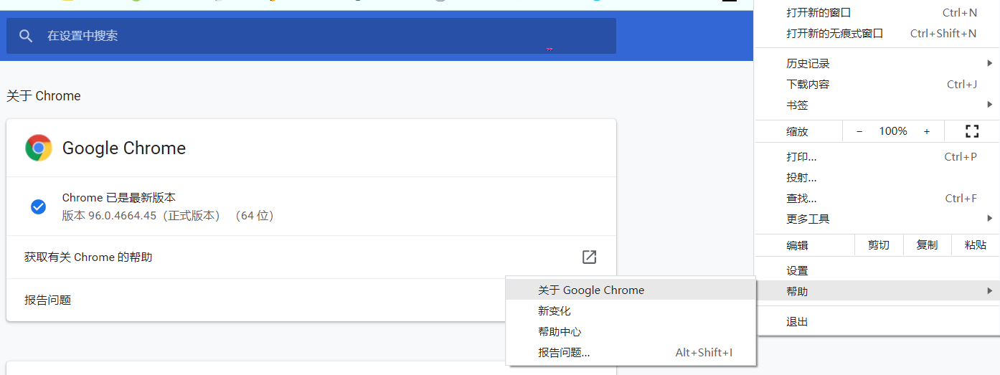 在设置中搜索
关于 Chrome
Google Chrome
Chrome 已是最新版本
版本 96.0.4664.45（正式版本） （64 位）
获取有关 Chrome 的帮助
报告问题
打开新的窗口 Ctrl+N
打开新的无痕式窗口 Ctrl+Shift+N
历史记录
下载内容 Ctrl+J
书签
缩放 − 100% +
打印... Ctrl+P
投射...
查找... Ctrl+F
更多工具
编辑 剪切 复制 粘贴
设置
帮助
退出
关于 Google Chrome
新变化
帮助中心
报告问题... Alt+Shift+I